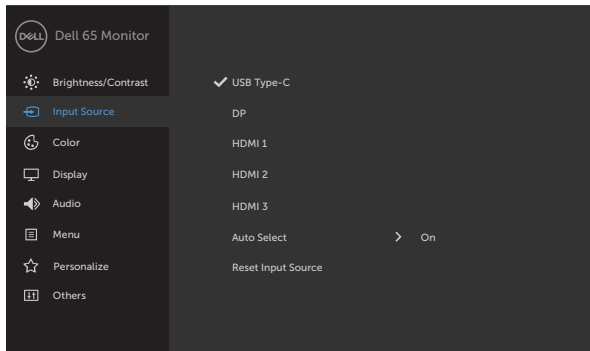 DELL Dell 65 Monitor
Brightness/Contrast
Input Source
Color
Display
Audio
Menu
Personalize
Others
USB Type-C
DP
HDMI 1
HDMI 2
HDMI 3
Auto Select > On
Reset Input Source